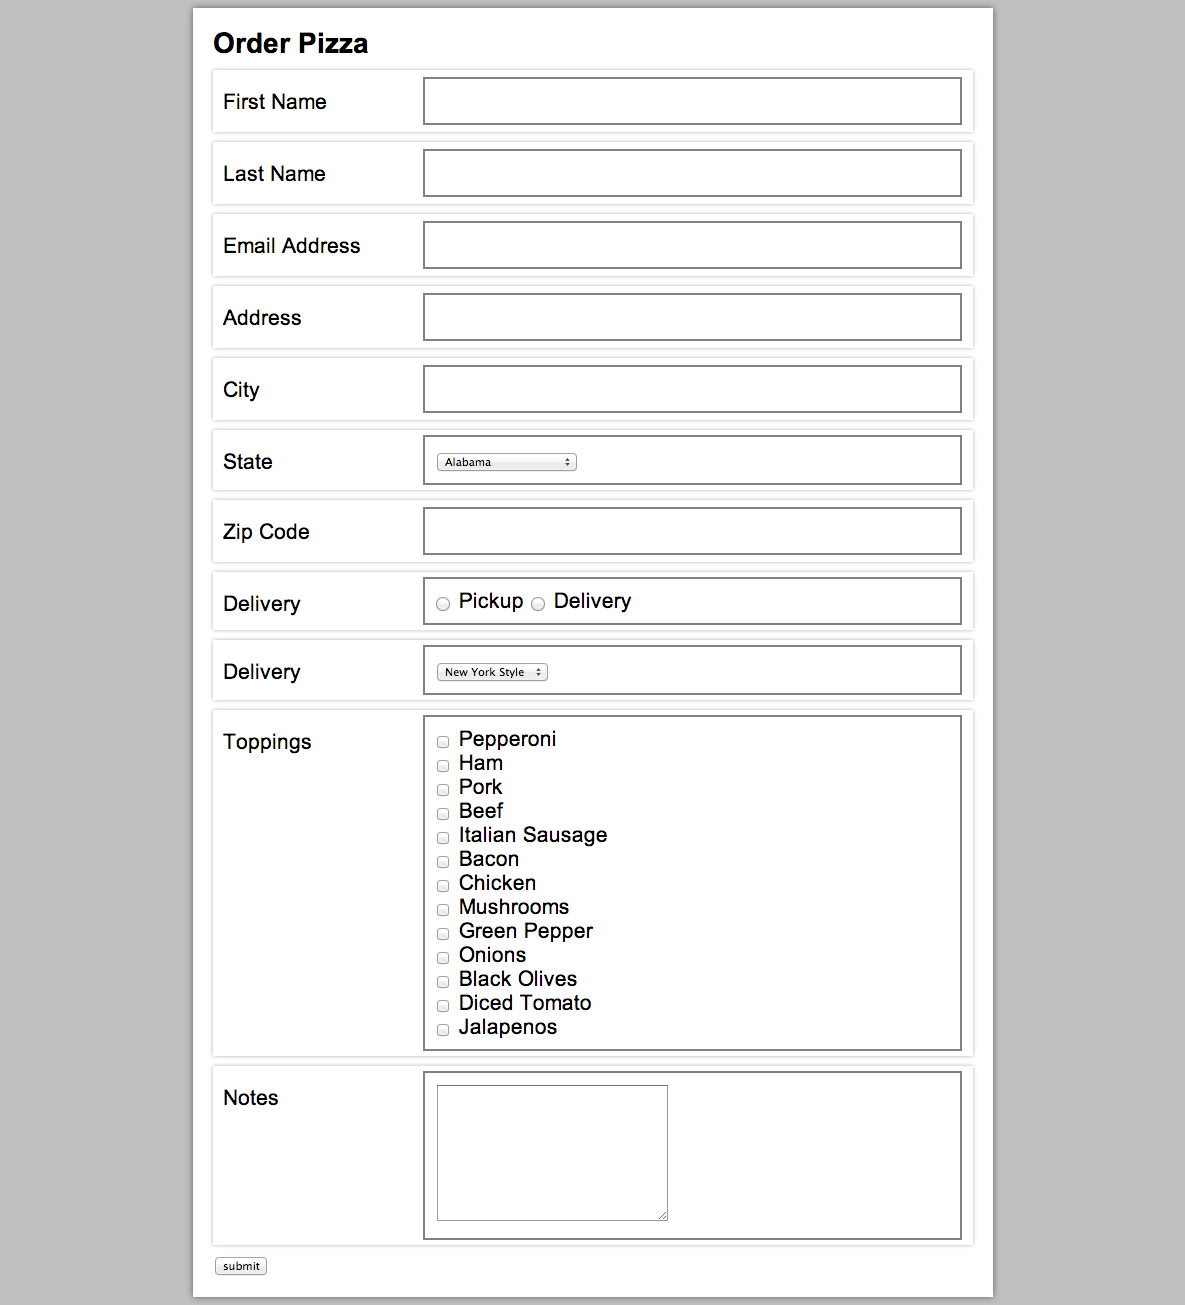 Order Pizza
First Name
Last Name
Email Address
Address
City
State Alabama
Zip Code
Delivery Pickup Delivery
Delivery New York Style
Toppings Pepperoni
Ham
Pork
Beef
Italian Sausage
Bacon
Chicken
Mushrooms
Green Pepper
Onions
Black Olives
Diced Tomato
Jalapenos
Notes
submit